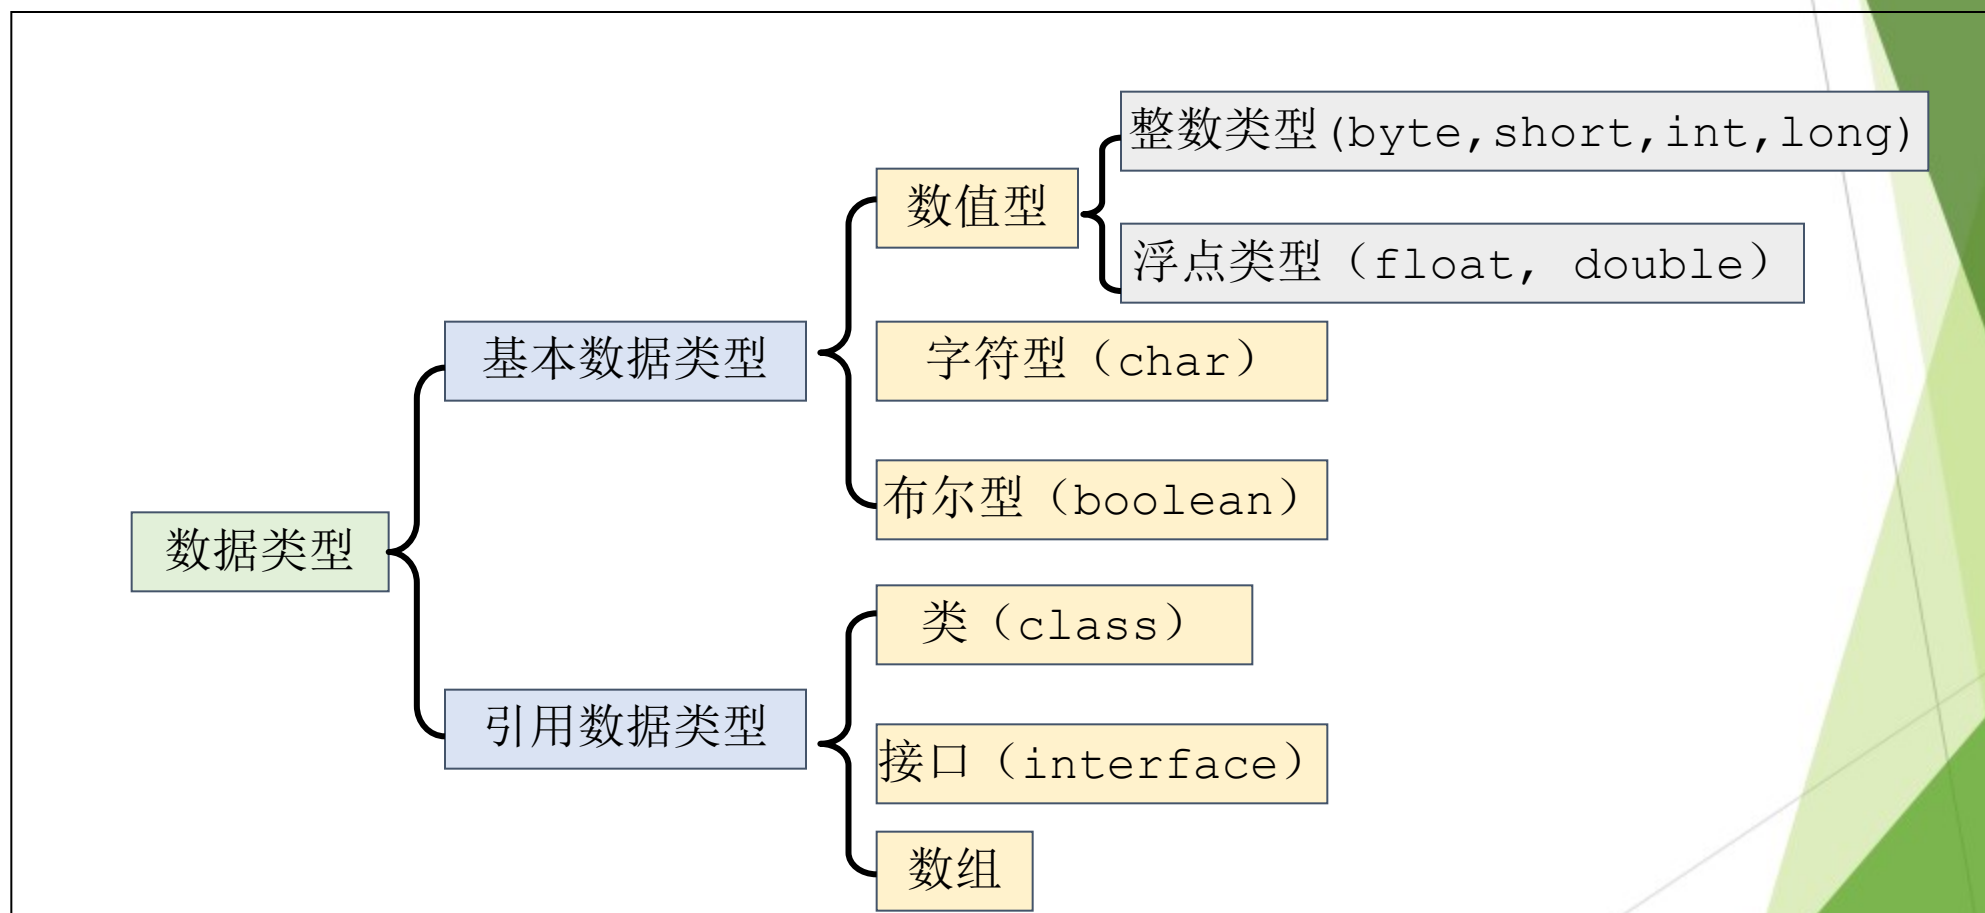 整数类型(byte,short,int,long)
数值型
浮点类型（float, double）
基本数据类型
字符型（char）
布尔型（boolean）
数据类型
类（class）
引用数据类型
接口（interface）
数组